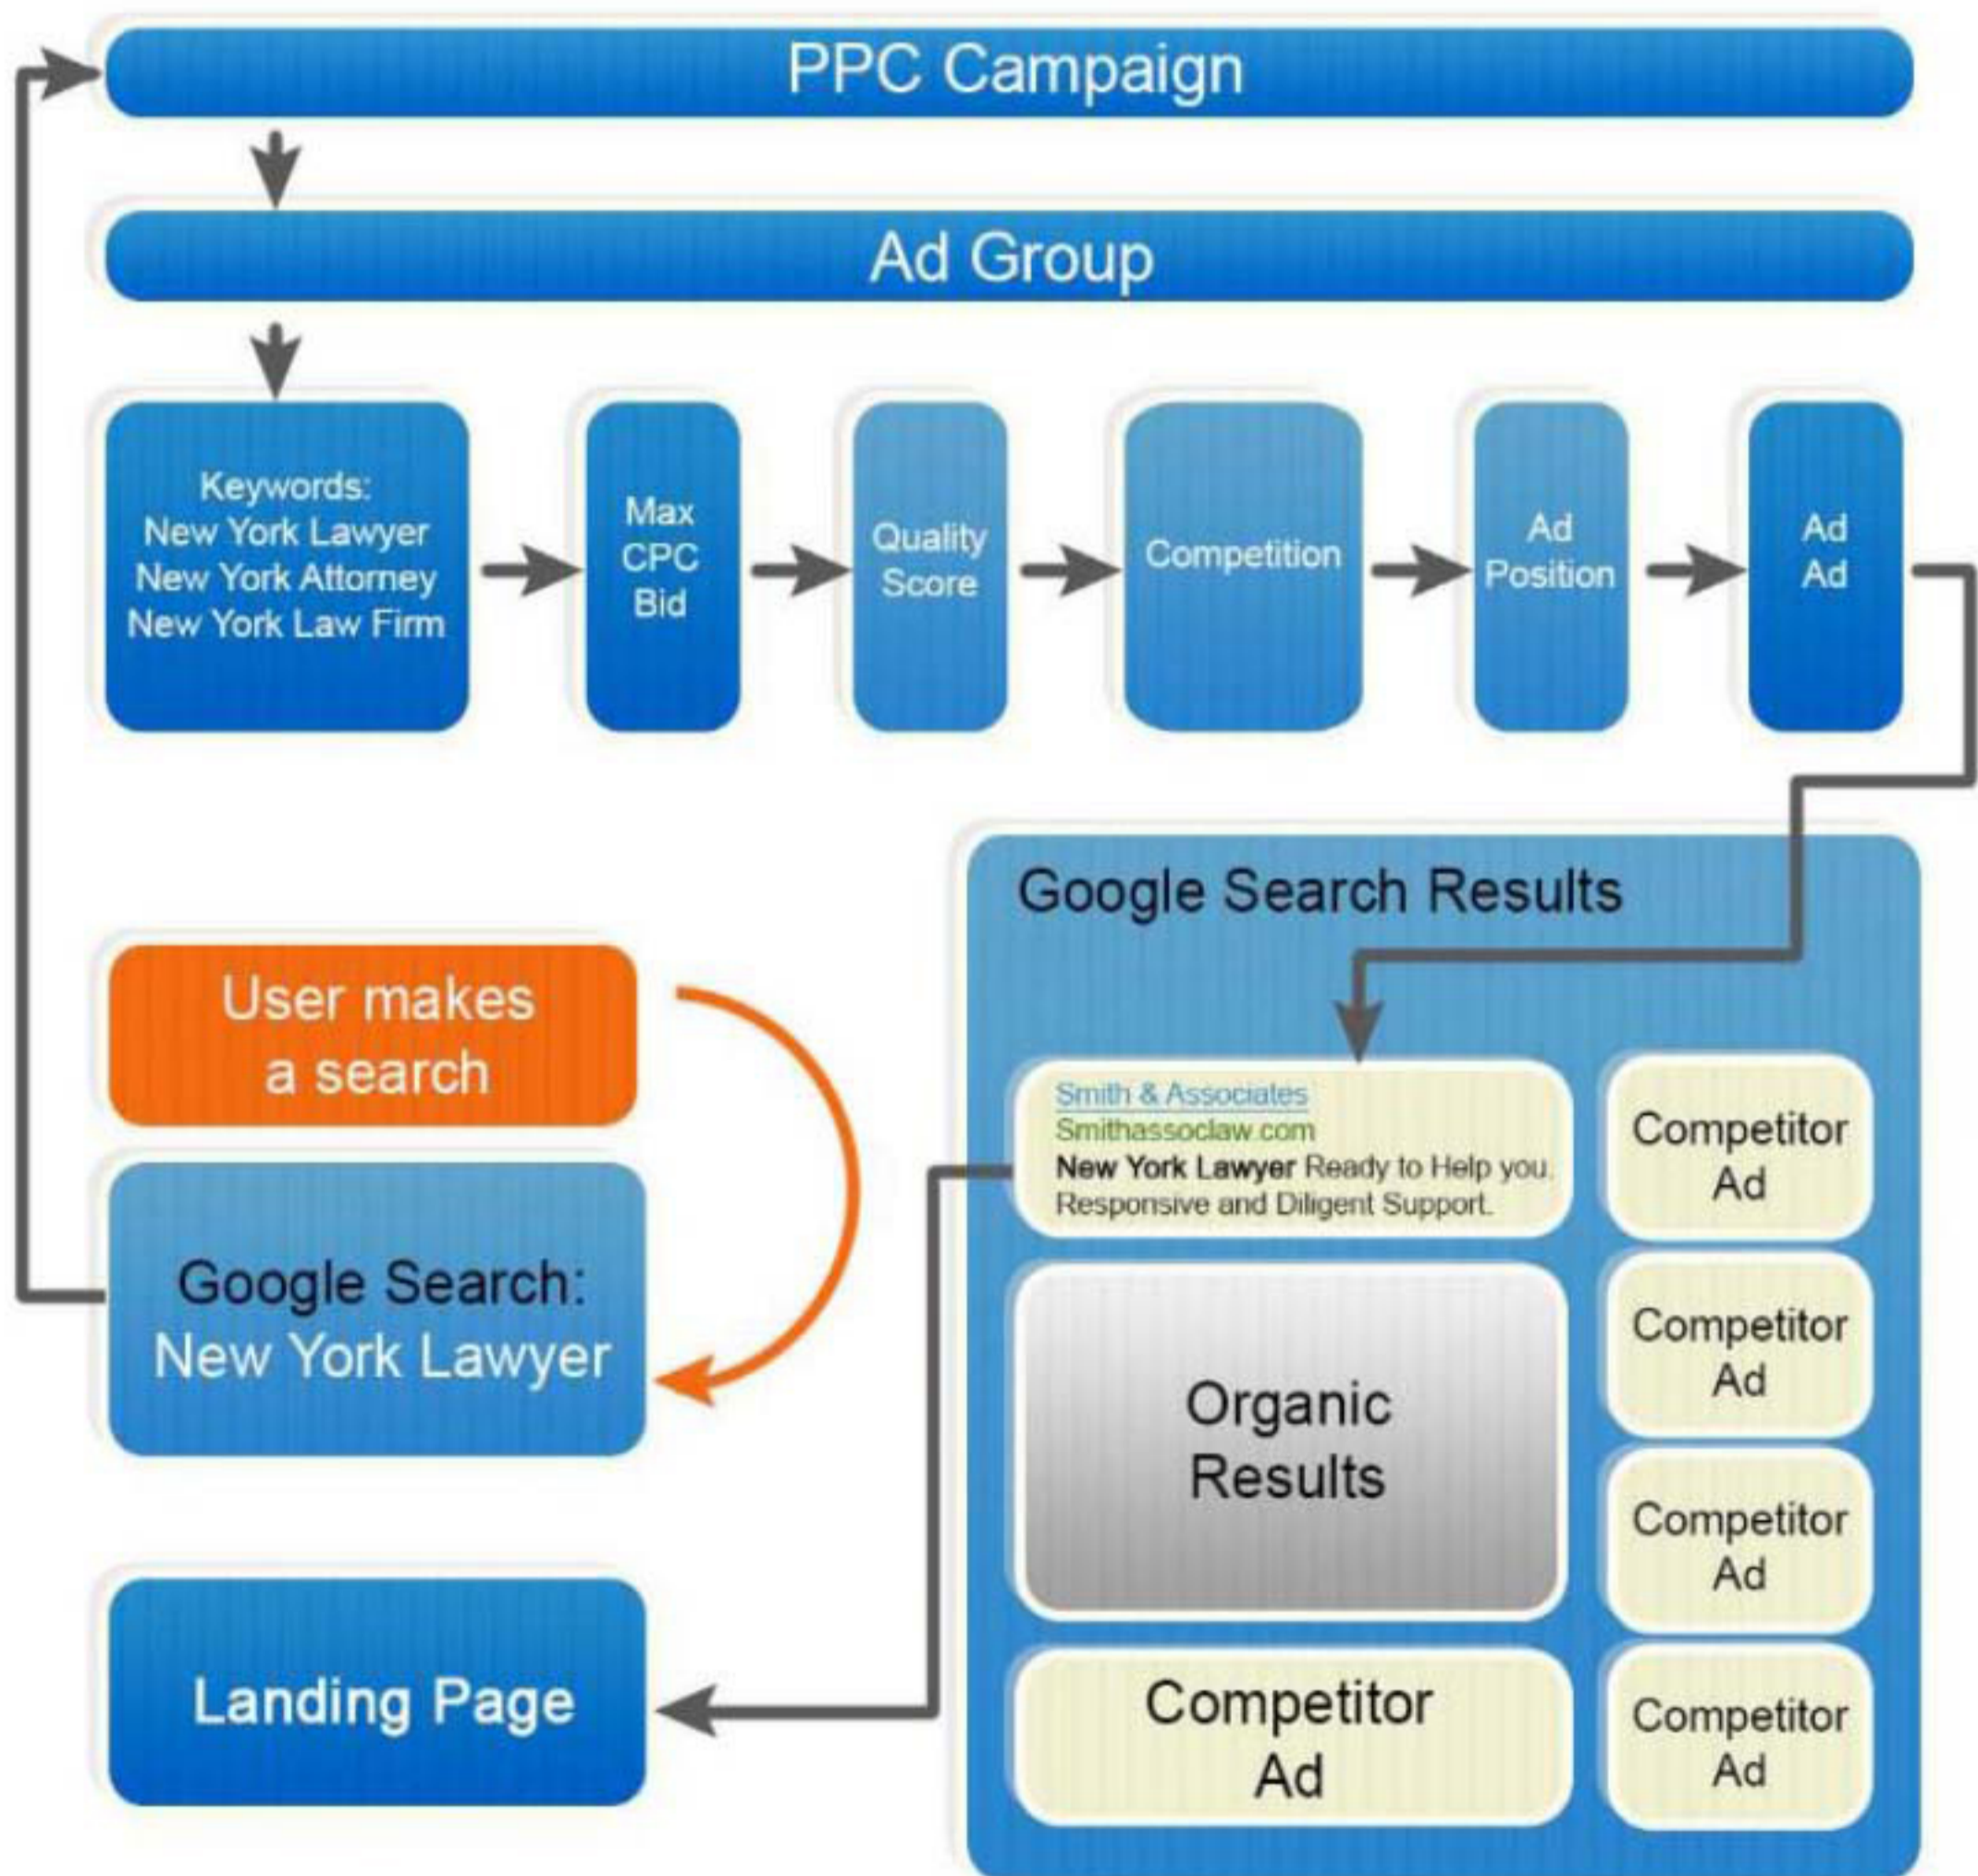 PPC Campaign
Ad Group
Keywords:
New York Lawyer
New York Attorney
New York Law Firm
Max
CPC
Bid
Quality
Score
Competition
Ad
Position
Ad
Ad
User makes
a search
Google Search:
New York Lawyer
Landing Page
Google Search Results
Smith & Associates
Smithassoclaw.com
New York Lawyer Ready to Help you.
Responsive and Diligent Support.
Organic
Results
Competitor
Ad
Competitor
Ad
Competitor
Ad
Competitor
Ad
Competitor
Ad